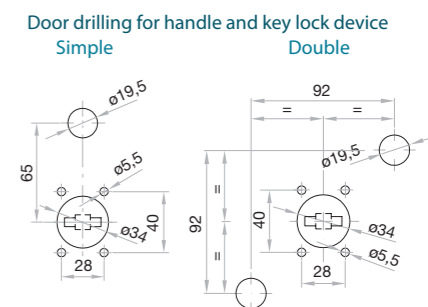 Door drilling for handle and key lock device
Simple
Double
ø19,5
65
ø5,5
40
ø34
28
92
= =
ø19,5
92
=
=
40
ø34
ø5,5
28